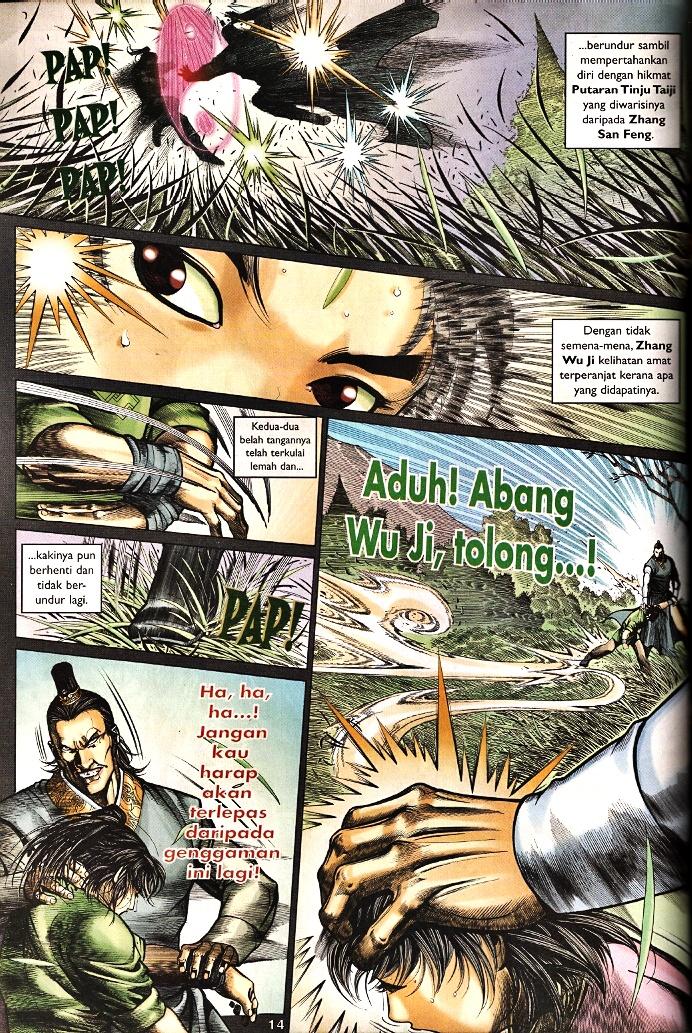 PAP!
PAP!
PAP!
...berundur sambil
mempertahankan
diri dengan hikmat
Putaran Tinju Taiji
yang diwarisinya
daripada Zhang
San Feng.
Dengan tidak
semena-mena, Zhang
Wu Ji kelihatan amat
terperanjat kerana apa
yang didapatinya.
Kedua-dua
belah tangannya
telah terkulai
lemah dan...
...kakinya pun
berhenti dan
tidak ber-
undur lagi.
PAP!
Aduh! Abang
Wu Ji, tolong...!
Ha, ha,
ha...!
Jangan
kau
harap
akan
terlepas
daripada
genggaman
ini lagi!
14